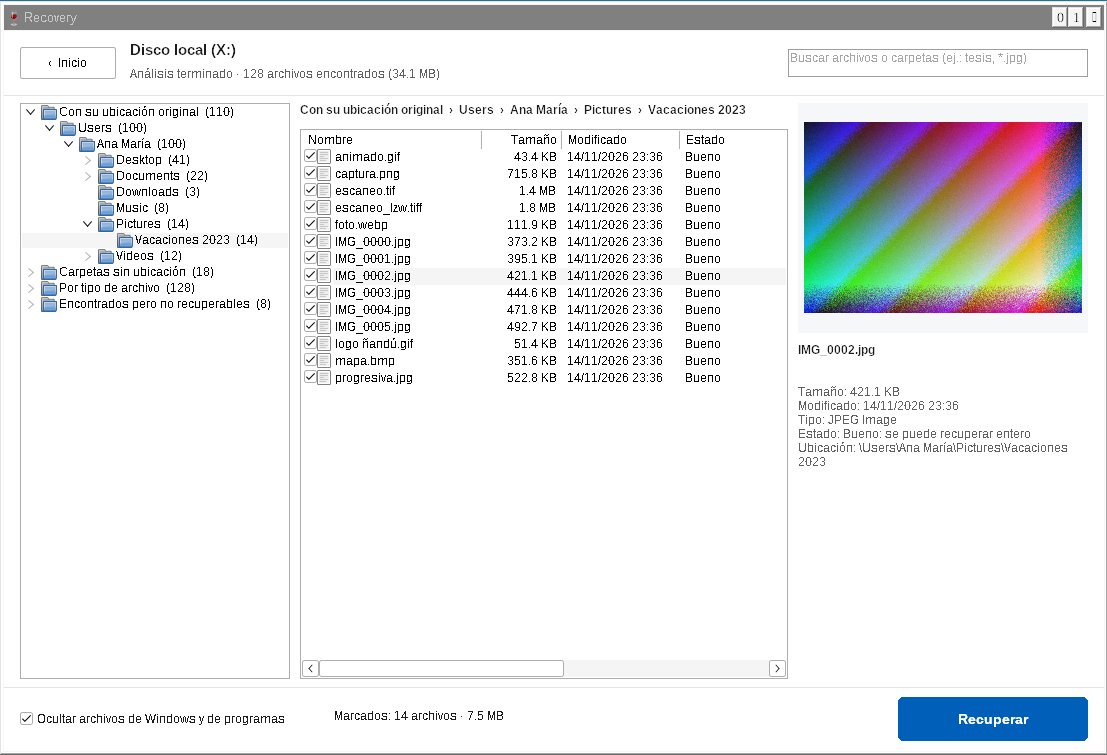 Recovery
‹ Inicio
Disco local (X:)
Análisis terminado · 128 archivos encontrados (34.1 MB)
Buscar archivos o carpetas (ej.: tesis, *.jpg)
Con su ubicación original (110)
Users (100)
Ana María (100)
Desktop (41)
Documents (22)
Downloads (3)
Music (8)
Pictures (14)
Vacaciones 2023 (14)
Videos (12)
Carpetas sin ubicación (18)
Por tipo de archivo (128)
Encontrados pero no recuperables (8)
Con su ubicación original › Users › Ana María › Pictures › Vacaciones 2023
Nombre Tamaño Modificado Estado
animado.gif 43.4 KB 14/11/2026 23:36 Bueno
captura.png 715.8 KB 14/11/2026 23:36 Bueno
escaneo.tif 1.4 MB 14/11/2026 23:36 Bueno
escaneo_lzw.tiff 1.8 MB 14/11/2026 23:36 Bueno
foto.webp 111.9 KB 14/11/2026 23:36 Bueno
IMG_0000.jpg 373.2 KB 14/11/2026 23:36 Bueno
IMG_0001.jpg 395.1 KB 14/11/2026 23:36 Bueno
IMG_0002.jpg 421.1 KB 14/11/2026 23:36 Bueno
IMG_0003.jpg 444.6 KB 14/11/2026 23:36 Bueno
IMG_0004.jpg 471.8 KB 14/11/2026 23:36 Bueno
IMG_0005.jpg 492.7 KB 14/11/2026 23:36 Bueno
logo ñandú.gif 51.4 KB 14/11/2026 23:36 Bueno
mapa.bmp 351.6 KB 14/11/2026 23:36 Bueno
progresiva.jpg 522.8 KB 14/11/2026 23:36 Bueno
IMG_0002.jpg
Tamaño: 421.1 KB
Modificado: 14/11/2026 23:36
Tipo: JPEG Image
Estado: Bueno: se puede recuperar entero
Ubicación: \Users\Ana María\Pictures\Vacaciones
2023
Ocultar archivos de Windows y de programas
Marcados: 14 archivos · 7.5 MB
Recuperar